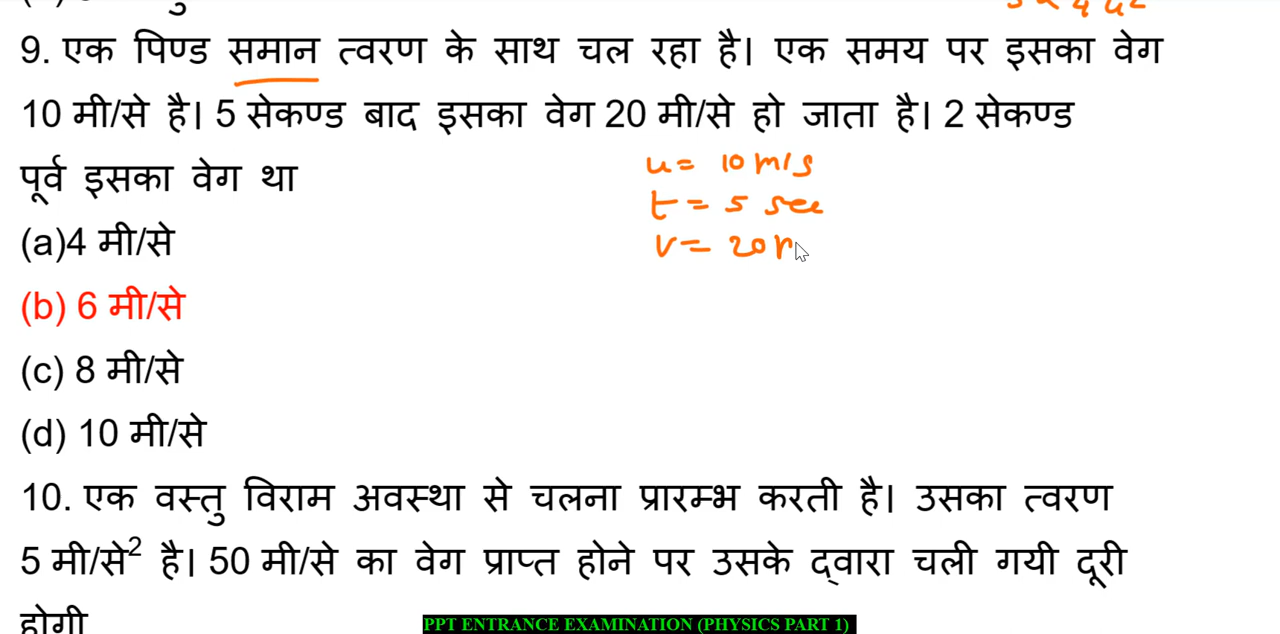 9. एक पिण्ड समान त्वरण के साथ चल रहा है। एक समय पर इसका वेग
10 मी/से है। 5 सेकण्ड बाद इसका वेग 20 मी/से हो जाता है। 2 सेकण्ड
पूर्व इसका वेग था
u = 10 m/s
t = 5 sec
v = 20
(a)4 मी/से
(b) 6 मी/से
(c) 8 मी/से
(d) 10 मी/से
10. एक वस्तु विराम अवस्था से चलना प्रारम्भ करती है। उसका त्वरण
5 मी/से² है। 50 मी/से का वेग प्राप्त होने पर उसके द्वारा चली गयी दूरी
होगी
PPT ENTRANCE EXAMINATION (PHYSICS PART 1)